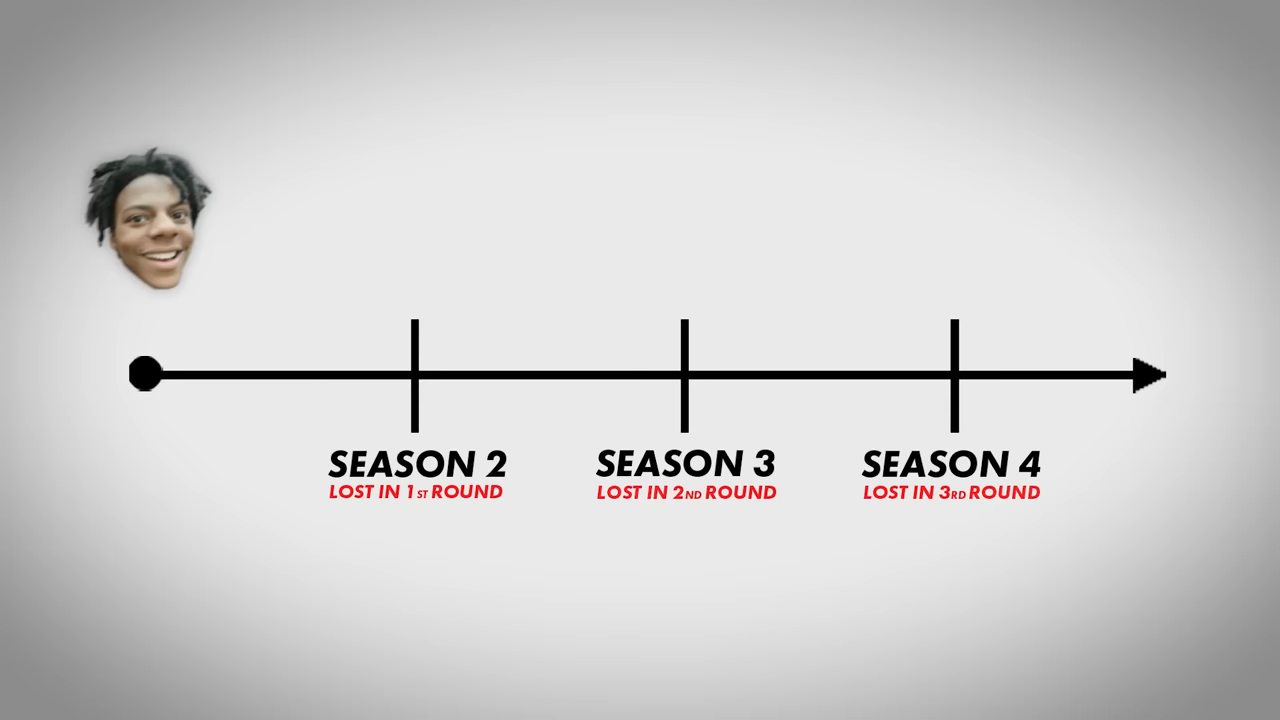 SEASON 2
LOST IN 1ST ROUND
SEASON 3
LOST IN 2ND ROUND
SEASON 4
LOST IN 3RD ROUND